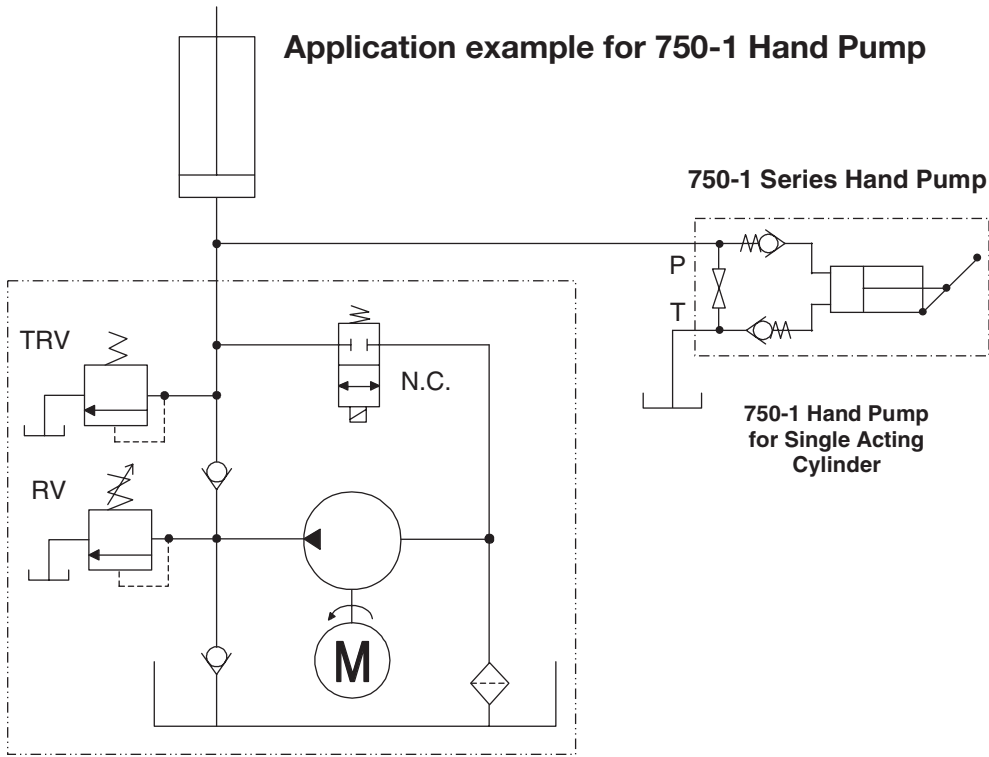 Application example for 750-1 Hand Pump
750-1 Series Hand Pump
P
T
TRV
N.C.
750-1 Hand Pump
for Single Acting
Cylinder
RV
M